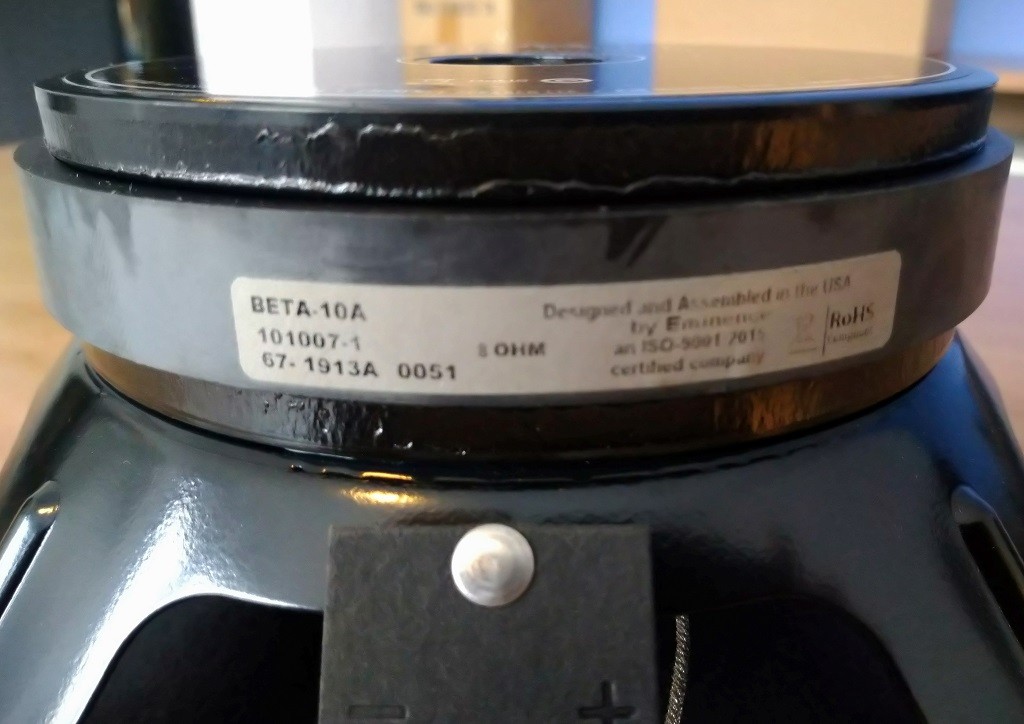 BETA-10A
101007-1
67- 1913A 0051
8 OHM
Designed and Assembled in the USA
by Eminence
an ISO-9001 2015
certified company
RoHS
- +